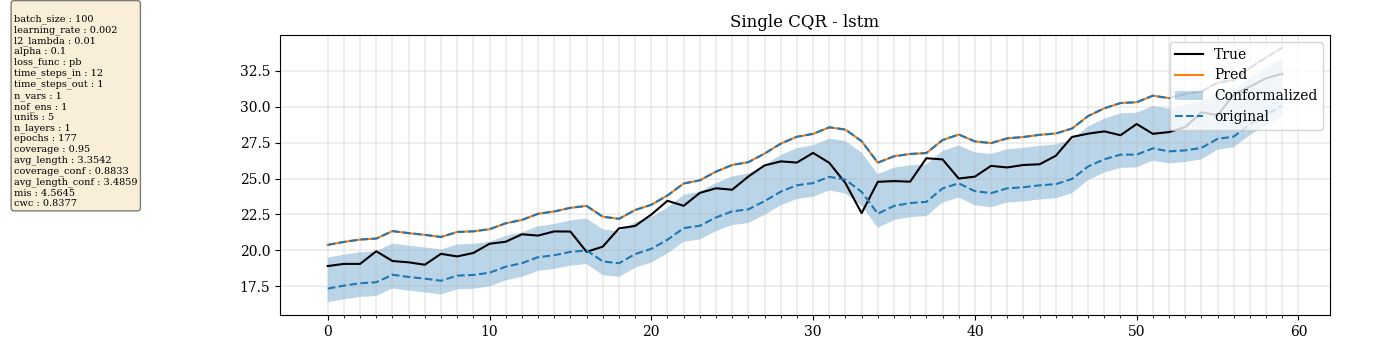 batch_size : 100
learning_rate : 0.002
l2_lambda : 0.01
alpha : 0.1
loss_func : pb
time_steps_in : 12
time_steps_out : 1
n_vars : 1
nof_ens : 1
units : 5
n_layers : 1
epochs : 177
coverage : 0.95
avg_length : 3.3542
coverage_conf : 0.8833
avg_length_conf : 3.4859
mis : 4.5645
cwc : 0.8377
Single CQR - lstm
32.5
30.0
27.5
25.0
22.5
20.0
17.5
0 10 20 30 40 50 60
True
Pred
Conformalized
original